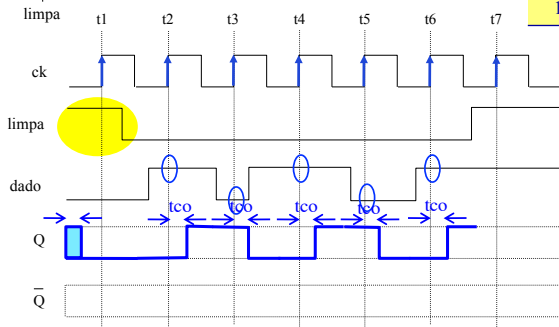 limpa
t1 t2 t3 t4 t5 t6 t7
ck
limpa
dado
tco tco tco tco tco
Q
Q